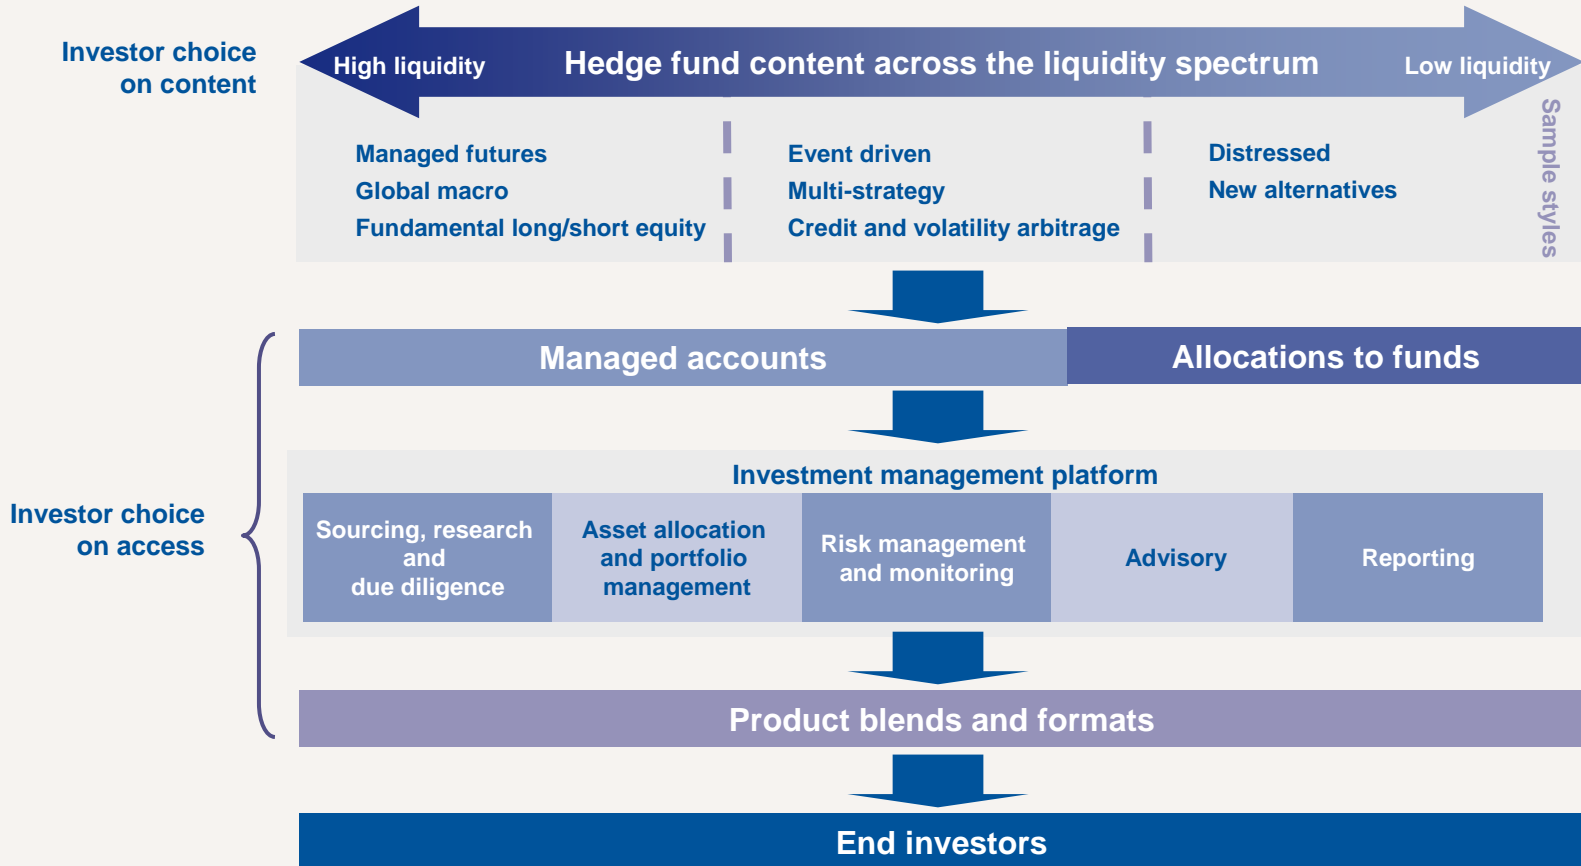 Investor choice
on content
High liquidity
Hedge fund content across the liquidity spectrum
Low liquidity
Managed futures
Global macro
Fundamental long/short equity
Event driven
Multi-strategy
Credit and volatility arbitrage
Distressed
New alternatives
Sample styles
Investor choice
on access
Managed accounts
Allocations to funds
Investment management platform
Sourcing, research
and
due diligence
Asset allocation
and portfolio
management
Risk management
and monitoring
Advisory
Reporting
Product blends and formats
End investors